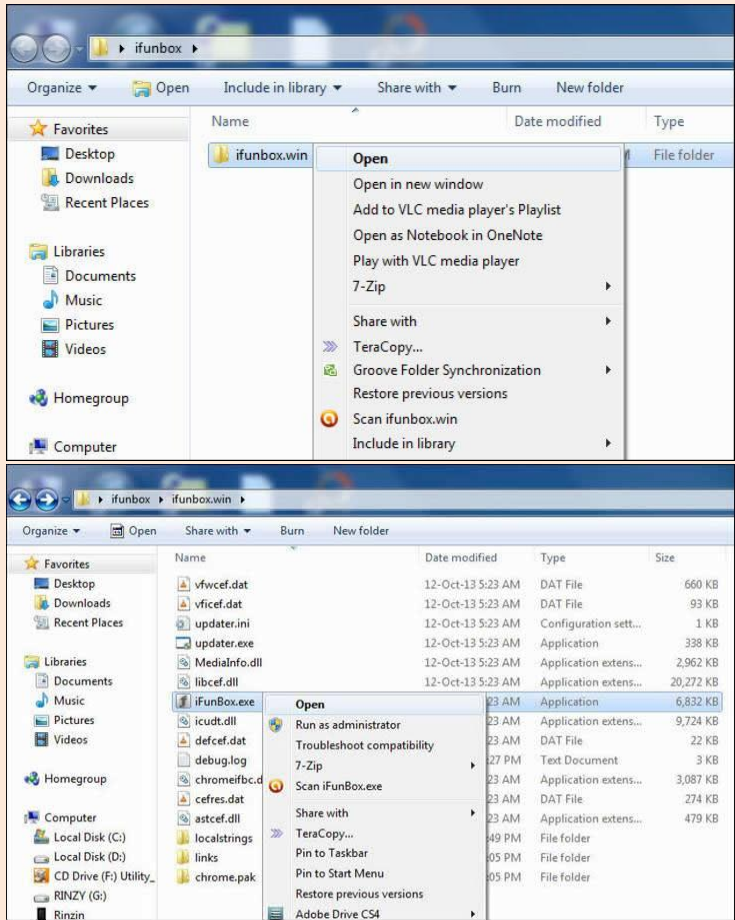 ifunbox
Organize Open Include in library Share with Burn New folder
Name Date modified Type
Favorites
Desktop
Downloads
Recent Places
Libraries
Documents
Music
Pictures
Videos
Homegroup
Computer
ifunbox.win File folder
Open
Open in new window
Add to VLC media player's Playlist
Open as Notebook in OneNote
Play with VLC media player
7-Zip
Share with
TeraCopy...
Groove Folder Synchronization
Restore previous versions
Scan ifunbox.win
Include in library
ifunbox ifunbox.win
Organize Open Share with Burn New folder
Favorites
Desktop
Downloads
Recent Places
Libraries
Documents
Music
Pictures
Videos
Homegroup
Computer
Local Disk (C:)
Local Disk (D:)
CD Drive (F:) Utility_
RINZY (G:)
Rinzin
Name Date modified Type Size
vfwcef.dat 12-Oct-13 5:23 AM DAT File 660 KB
vficef.dat 12-Oct-13 5:23 AM DAT File 93 KB
updater.ini 12-Oct-13 5:23 AM Configuration sett... 1 KB
updater.exe 12-Oct-13 5:23 AM Application 338 KB
MediaInfo.dll 12-Oct-13 5:23 AM Application extens... 2,962 KB
libcef.dll 12-Oct-13 5:23 AM Application extens... 20,272 KB
iFunBox.exe 23 AM Application 6,832 KB
icudt.dll 23 AM Application extens... 9,724 KB
defcef.dat 23 AM DAT File 22 KB
debug.log 27 PM Text Document 3 KB
chromeifbc.d 23 AM Application extens... 3,087 KB
cefres.dat 23 AM DAT File 274 KB
astcef.dll 23 AM Application extens... 479 KB
localstrings 49 PM File folder
links 05 PM File folder
chrome.pak 05 PM File folder
Open
Run as administrator
Troubleshoot compatibility
7-Zip
Scan iFunBox.exe
Share with
TeraCopy...
Pin to Taskbar
Pin to Start Menu
Restore previous versions
Adobe Drive CS4